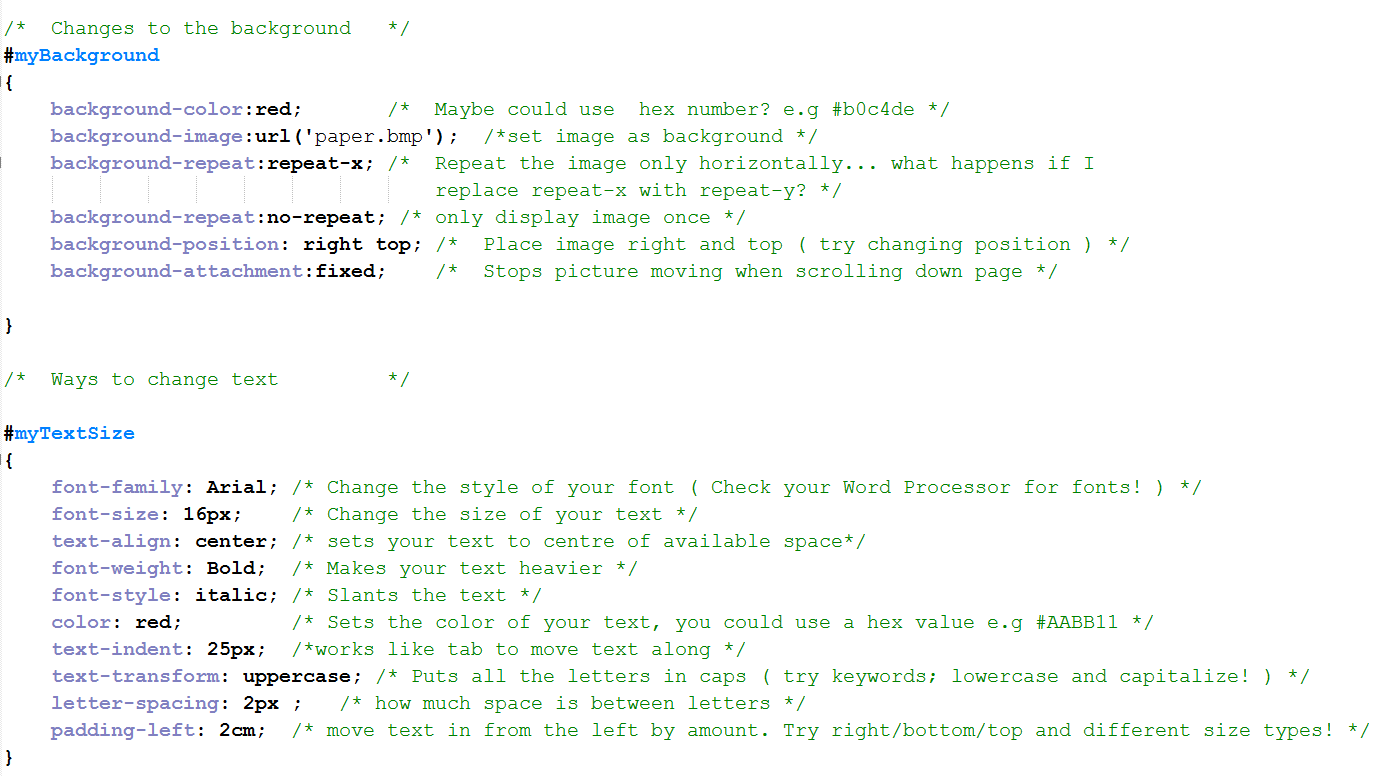 /*  Changes to the background   */
#myBackground
{
    background-color:red;       /*  Maybe could use  hex number? e.g #b0c4de */
    background-image:url('paper.bmp');  /*set image as background */
    background-repeat:repeat-x; /*  Repeat the image only horizontally... what happens if I
                                    replace repeat-x with repeat-y? */
    background-repeat:no-repeat; /* only display image once */
    background-position: right top; /*  Place image right and top ( try changing position ) */
    background-attachment:fixed;    /*  Stops picture moving when scrolling down page */

}

/*  Ways to change text         */

#myTextSize
{
    font-family: Arial; /* Change the style of your font ( Check your Word Processor for fonts! ) */
    font-size: 16px;    /* Change the size of your text */
    text-align: center; /* sets your text to centre of available space*/
    font-weight: Bold;  /* Makes your text heavier */
    font-style: italic; /* Slants the text */
    color: red;         /* Sets the color of your text, you could use a hex value e.g #AABB11 */
    text-indent: 25px;  /*works like tab to move text along */
    text-transform: uppercase; /* Puts all the letters in caps ( try keywords; lowercase and capitalize! ) */
    letter-spacing: 2px ;   /* how much space is between letters */
    padding-left: 2cm;  /* move text in from the left by amount. Try right/bottom/top and different size types! */
}